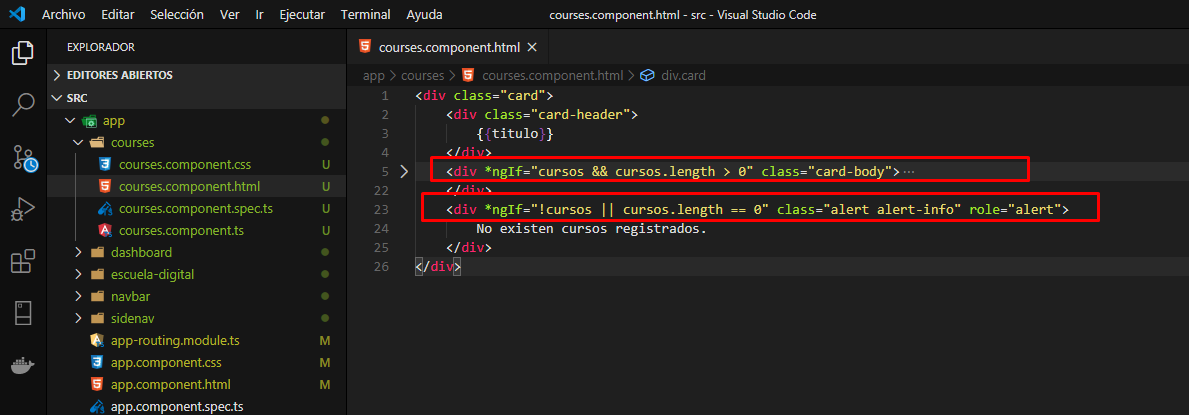 Archivo Editar Selección Ver Ir Ejecutar Terminal Ayuda courses.component.html - src - Visual Studio Code
EXPLORADOR
EDITORES ABIERTOS
SRC
app
courses
courses.component.css U
courses.component.html U
courses.component.spec.ts U
courses.component.ts U
dashboard
escuela-digital
navbar
sidenav
app-routing.module.ts M
app.component.css M
app.component.html M
app.component.spec.ts
courses.component.html
app > courses > courses.component.html > div.card
1 <div class="card">
2 <div class="card-header">
3 {{titulo}}
4 </div>
5 <div *ngIf="cursos && cursos.length > 0" class="card-body">…
22 </div>
23 <div *ngIf="!cursos || cursos.length == 0" class="alert alert-info" role="alert">
24 No existen cursos registrados.
25 </div>
26 </div>